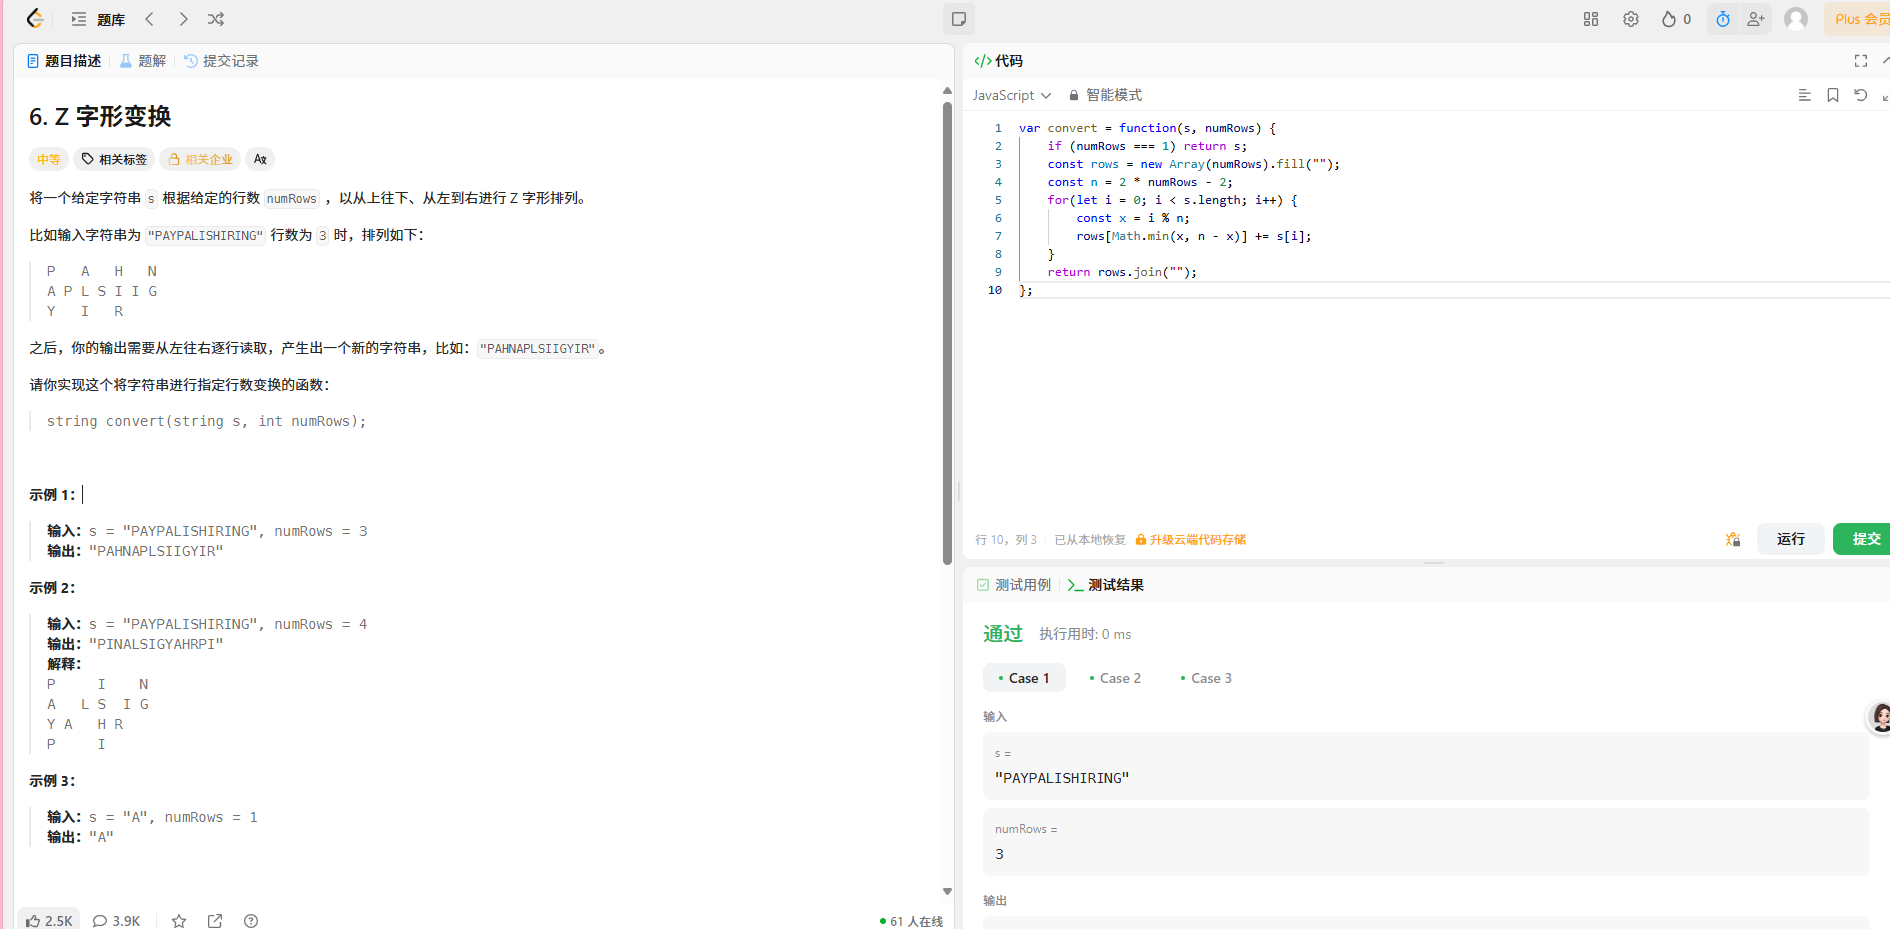 题库
0
Plus 会员
题目描述
题解
提交记录
6. Z 字形变换
中等
相关标签
相关企业
将一个给定字符串 s 根据给定的行数 numRows ，以从上往下、从左到右进行 Z 字形排列。
比如输入字符串为 "PAYPALISHIRING" 行数为 3 时，排列如下：
P   A   H   N
A P L S I I G
Y   I   R
之后，你的输出需要从左往右逐行读取，产生出一个新的字符串，比如："PAHNAPLSIIGYIR"。
请你实现这个将字符串进行指定行数变换的函数：
string convert(string s, int numRows);
示例 1：
输入：s = "PAYPALISHIRING", numRows = 3
输出："PAHNAPLSIIGYIR"
示例 2：
输入：s = "PAYPALISHIRING", numRows = 4
输出："PINALSIGYAHRPI"
解释：
P     I    N
A   L S  I G
Y A   H R
P     I
示例 3：
输入：s = "A", numRows = 1
输出："A"
2.5K
3.9K
61 人在线
代码
JavaScript
智能模式
1 var convert = function(s, numRows) {
2     if (numRows === 1) return s;
3     const rows = new Array(numRows).fill("");
4     const n = 2 * numRows - 2;
5     for(let i = 0; i < s.length; i++) {
6         const x = i % n;
7         rows[Math.min(x, n - x)] += s[i];
8     }
9     return rows.join("");
10 };
行 10，列 3
已从本地恢复
升级云端代码存储
运行
提交
测试用例
测试结果
通过
执行用时: 0 ms
Case 1
Case 2
Case 3
输入
s =
"PAYPALISHIRING"
numRows =
3
输出